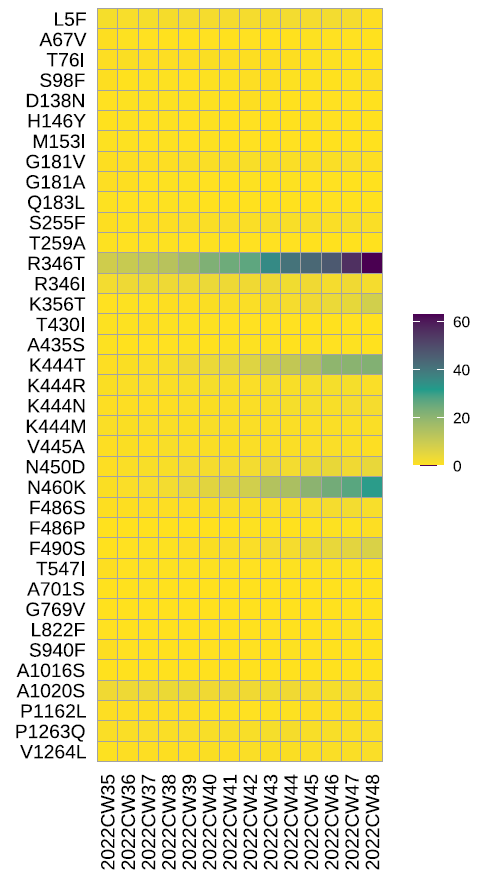 L5F
A67V
T76I
S98F
D138N
H146Y
M153I
G181V
G181A
Q183L
S255F
T259A
R346T
R346I
K356T
T430I
A435S
K444T
K444R
K444N
K444M
V445A
N450D
N460K
F486S
F486P
F490S
T547I
A701S
G769V
L822F
S940F
A1016S
A1020S
P1162L
P1263Q
V1264L
60
40
20
0
2022CW35
2022CW36
2022CW37
2022CW38
2022CW39
2022CW40
2022CW41
2022CW42
2022CW43
2022CW44
2022CW45
2022CW46
2022CW47
2022CW48